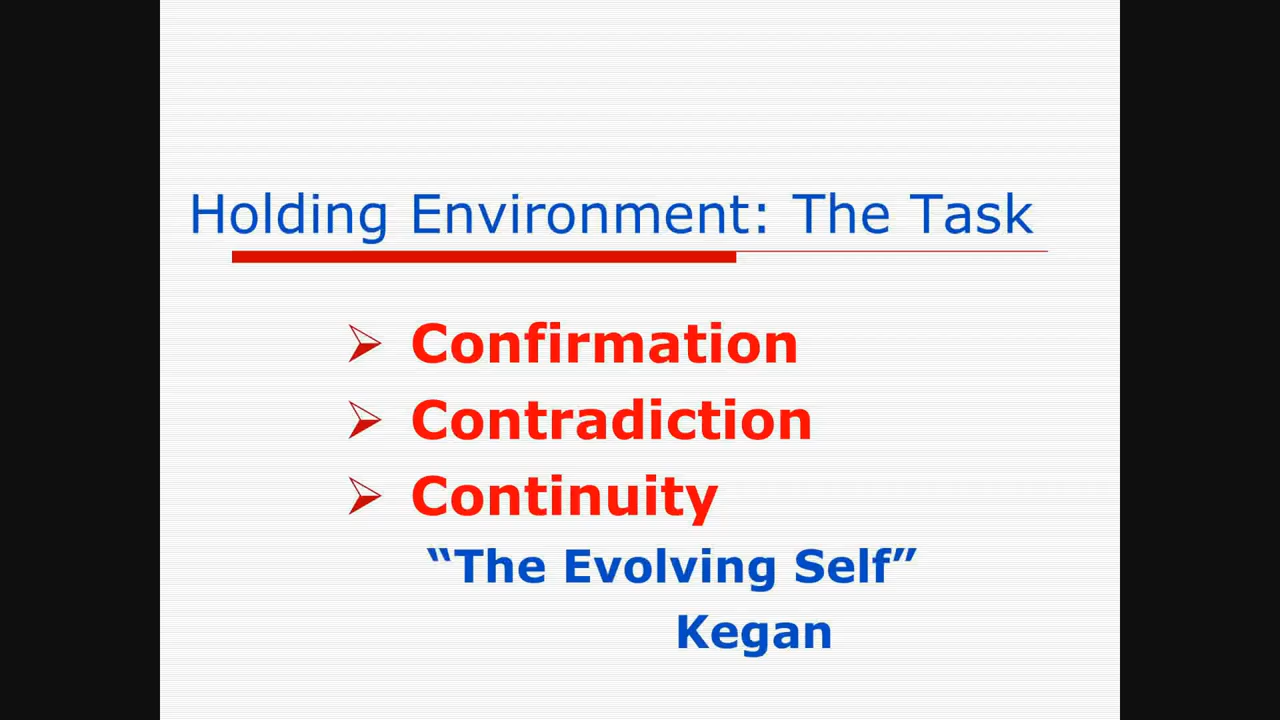 Holding Environment: The Task
Confirmation
Contradiction
Continuity
“The Evolving Self”
Kegan